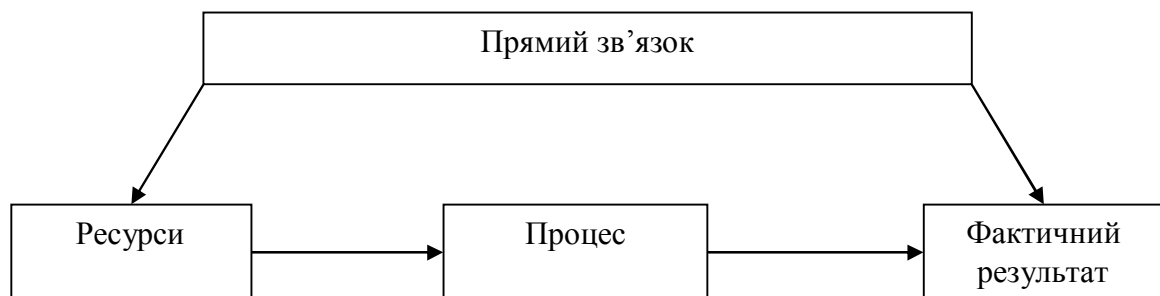 Прямий зв’язок
Ресурси
Процес
Фактичний
результат